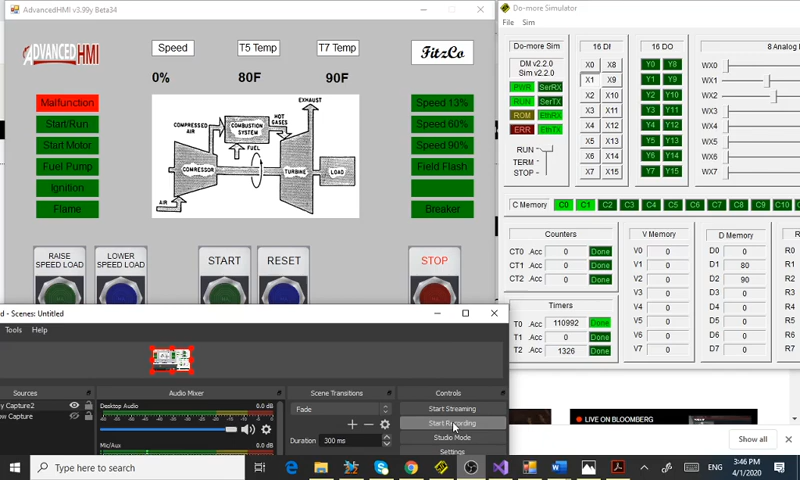 AdvancedHMI v3.99y Beta34
ADVANCED HMI
Speed
T5 Temp
T7 Temp
FitzCo
0%
80F
90F
Malfunction
Start/Run
Start Motor
Fuel Pump
Ignition
Flame
EXHAUST
COMPRESSED
AIR
COMBUSTION
SYSTEM
HOT
GASES
FUEL
COMPRESSOR
TURBINE
LOAD
AIR
Speed 13%
Speed 60%
Speed 90%
Field Flash
Breaker
RAISE
SPEED LOAD
LOWER
SPEED LOAD
START
RESET
STOP
Do-more Simulator
File Sim
Do-more Sim
DM v2.2.0
Sim v2.2.0
PWR SerRX
RUN SerTX
ROM EthRX
ERR EthTX
RUN
TERM
STOP
16 DI
X0 X8
X1 X9
X2 X10
X3 X11
X4 X12
X5 X13
X6 X14
X7 X15
16 DO
Y0 Y8
Y1 Y9
Y2 Y10
Y3 Y11
Y4 Y12
Y5 Y13
Y6 Y14
Y7 Y15
8 Analog
WX0
WX1
WX2
WX3
WX4
WX5
WX6
WX7
C Memory C0 C1 C2 C3 C4 C5 C6 C7 C8 C9 C10
Counters
CT0 .Acc 0 Done
CT1 .Acc 0 Done
CT2 .Acc 0 Done
Timers
T0 .Acc 110992 Done
T1 .Acc 0 Done
T2 .Acc 1326 Done
V Memory
V0 0
V1 0
V2 0
V3 0
V4 0
V5 0
V6 0
V7 0
D Memory
D0 0
D1 80
D2 90
D3 0
D4 0
D5 0
D6 0
D7 0
R0
R1
R2
R3
R4
R5
R6
R7
d - Scenes: Untitled
Tools Help
Sources
Audio Mixer
Scene Transitions
Controls
y Capture2
ow Capture
Desktop Audio 0.0 dB
Mic/Aux 0.0 dB
Fade
Duration 300 ms
Start Streaming
Start Recording
Studio Mode
Settings
LIVE ON BLOOMBERG
Show all
Type here to search
ENG
3:46 PM
4/1/2020